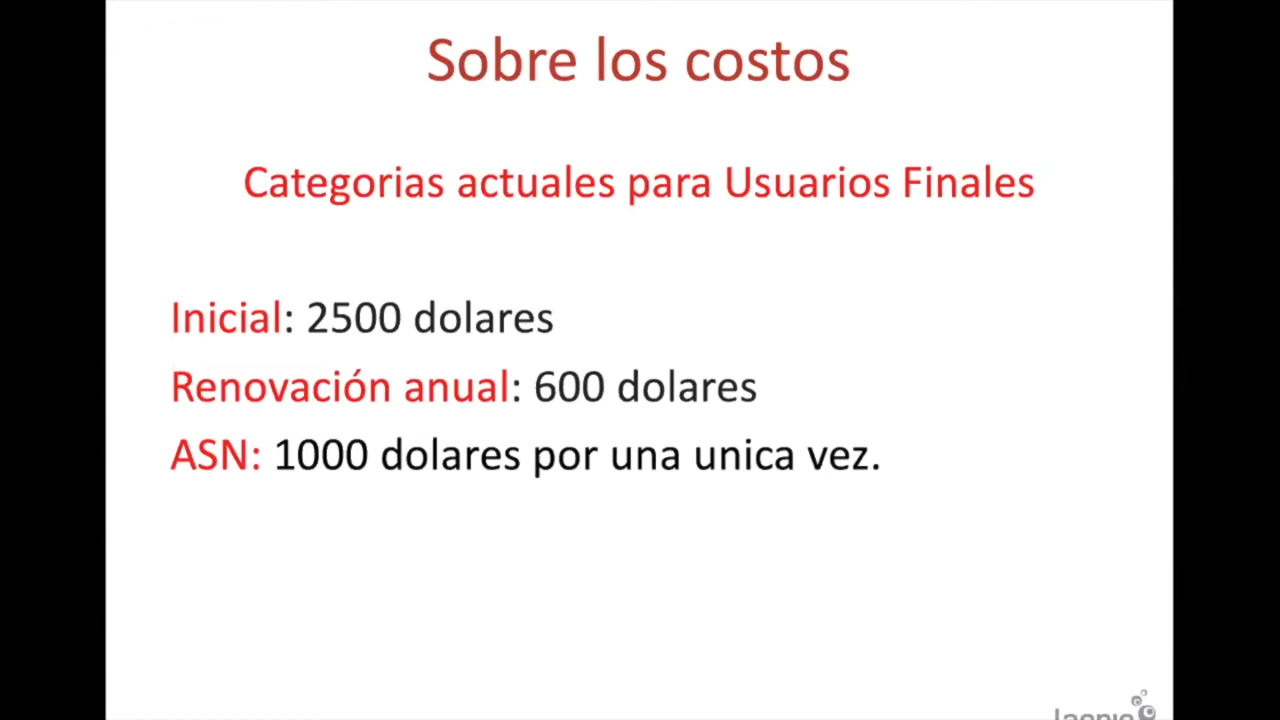 Sobre los costos
Categorias actuales para Usuarios Finales
Inicial: 2500 dolares
Renovación anual: 600 dolares
ASN: 1000 dolares por una unica vez.